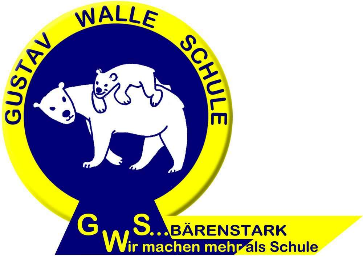 GUSTAV WALLE SCHULE
GWS...BÄRENSTARK
Wir machen mehr als Schule